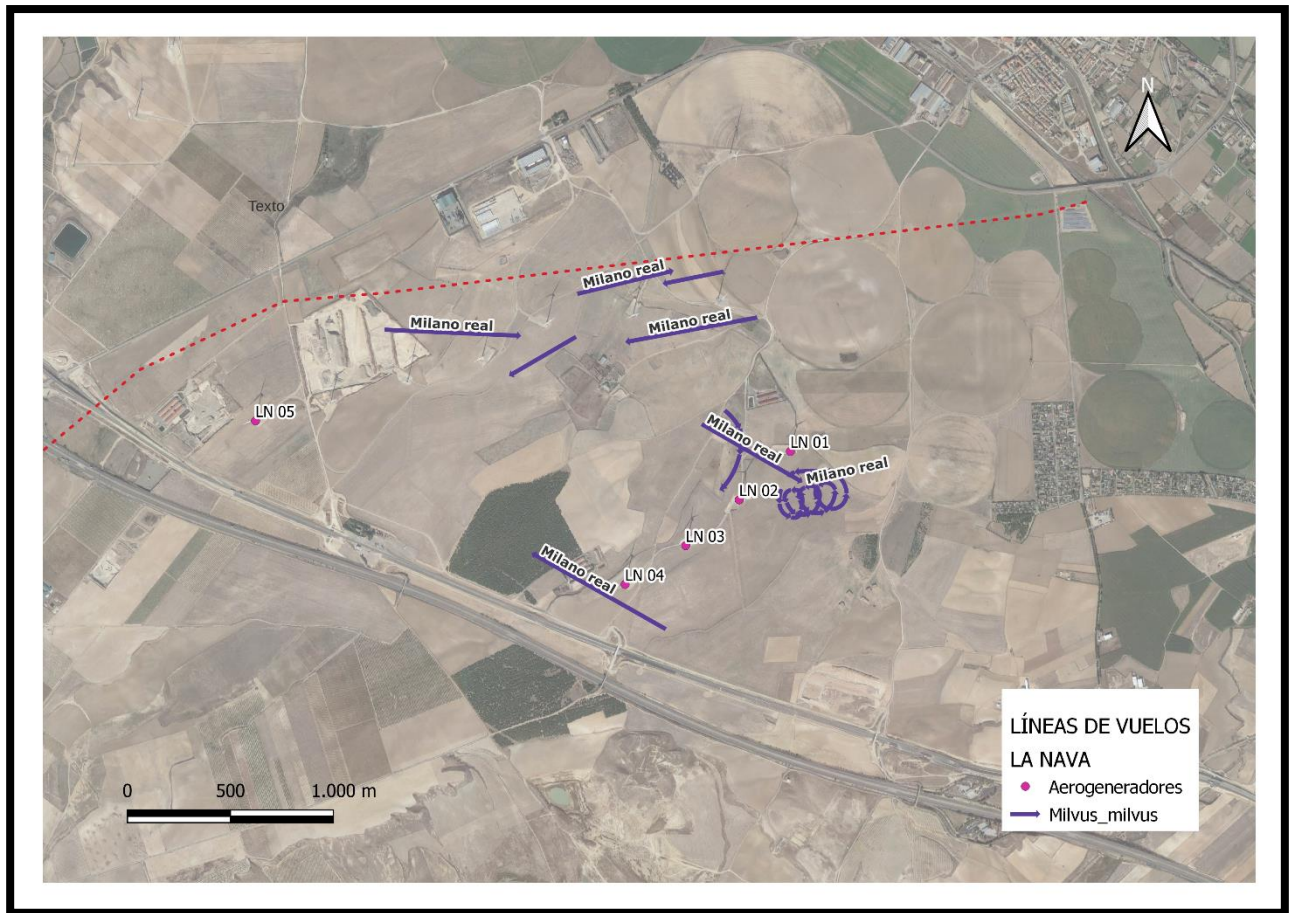 N
Texto
Milano real
Milano real
Milano real
LN 05
Milano real
LN 01
Milano real
LN 02
LN 03
Milano real
LN 04
LÍNEAS DE VUELOS
LA NAVA
Aerogeneradores
Milvus_milvus
0 500 1.000 m